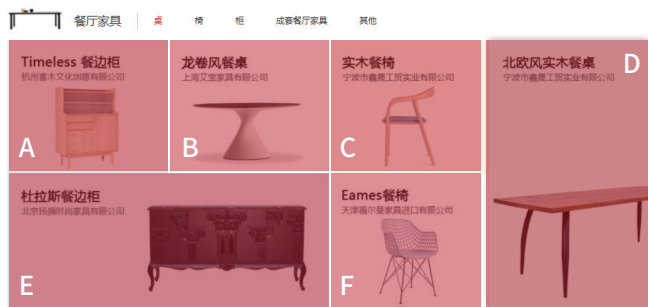 餐厅家具 桌 椅 柜 成套餐厅家具 其他
Timeless 餐边柜
杭州喜木文化创意有限公司
A
龙卷风餐桌
上海艾宝家具有限公司
B
实木餐椅
宁波市鑫晟工贸实业有限公司
C
北欧风实木餐桌
宁波市鑫晟工贸实业有限公司
D
杜拉斯餐边柜
北京扬狮时尚家具有限公司
E
Eames餐椅
天津福尔曼家具进口有限公司
F